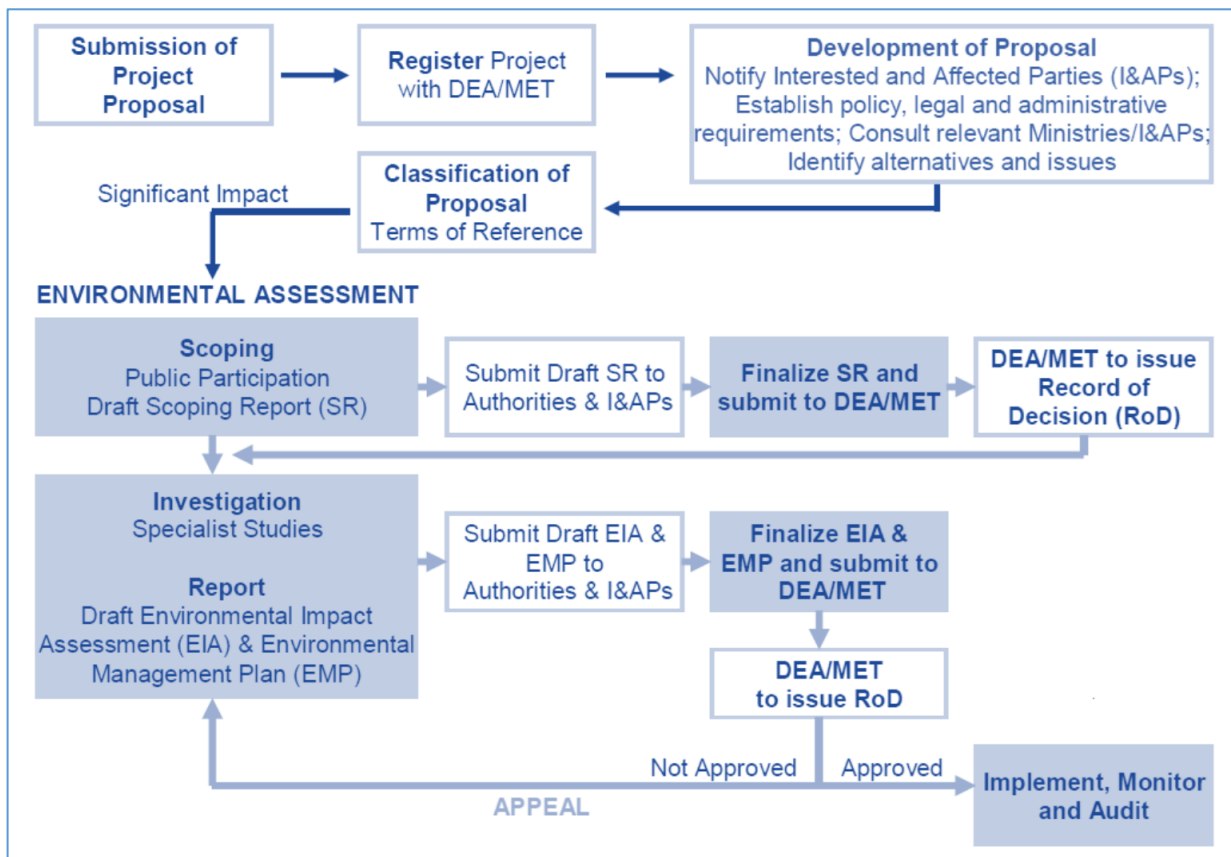 Submission of
Project
Proposal
Register Project
with DEA/MET
Development of Proposal
Notify Interested and Affected Parties (I&APs);
Establish policy, legal and administrative
requirements; Consult relevant Ministries/I&APs;
Identify alternatives and issues
Classification of
Proposal
Terms of Reference
Significant Impact
ENVIRONMENTAL ASSESSMENT
Scoping
Public Participation
Draft Scoping Report (SR)
Submit Draft SR to
Authorities & I&APs
Finalize SR and
submit to DEA/MET
DEA/MET to issue
Record of
Decision (RoD)
Investigation
Specialist Studies
Report
Draft Environmental Impact
Assessment (EIA) & Environmental
Management Plan (EMP)
Submit Draft EIA &
EMP to
Authorities & I&APs
Finalize EIA &
EMP and submit to
DEA/MET
DEA/MET
to issue RoD
Not Approved
Approved
APPEAL
Implement, Monitor
and Audit